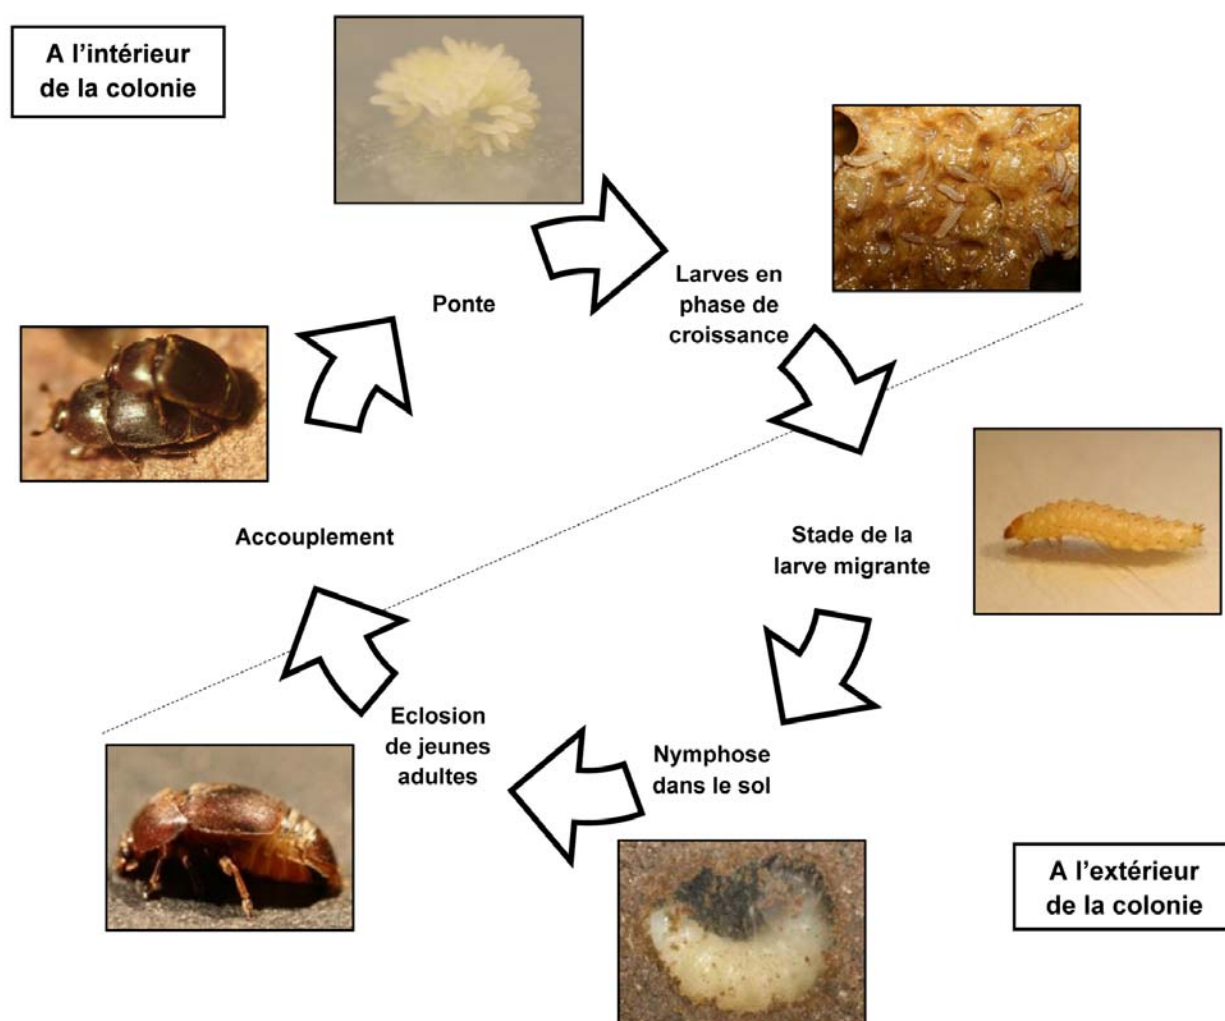 A l’intérieur
de la colonie
Ponte
Larves en
phase de
croissance
Accouplement
Stade de la
larve migrante
Eclosion
de jeunes
adultes
Nymphose
dans le sol
A l’extérieur
de la colonie